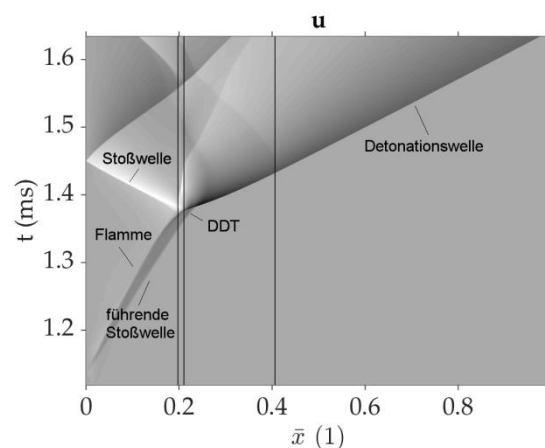 u
1.6
1.5
Stoßwelle
Detonationswelle
1.4
t (ms)
DDT
Flamme
1.3
führende
Stoßwelle
1.2
0 0.2 0.4 0.6 0.8
x̄ (1)